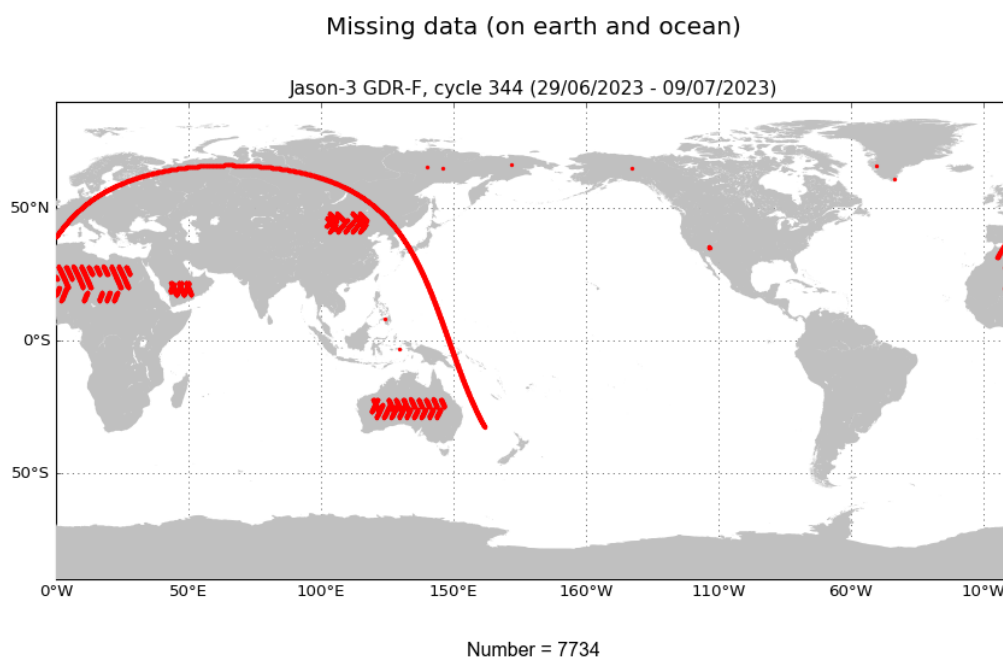 Missing data (on earth and ocean)
Jason-3 GDR-F, cycle 344 (29/06/2023 - 09/07/2023)
50°N
0°S
50°S
0°W 50°E 100°E 150°E 160°W 110°W 60°W 10°W
Number = 7734